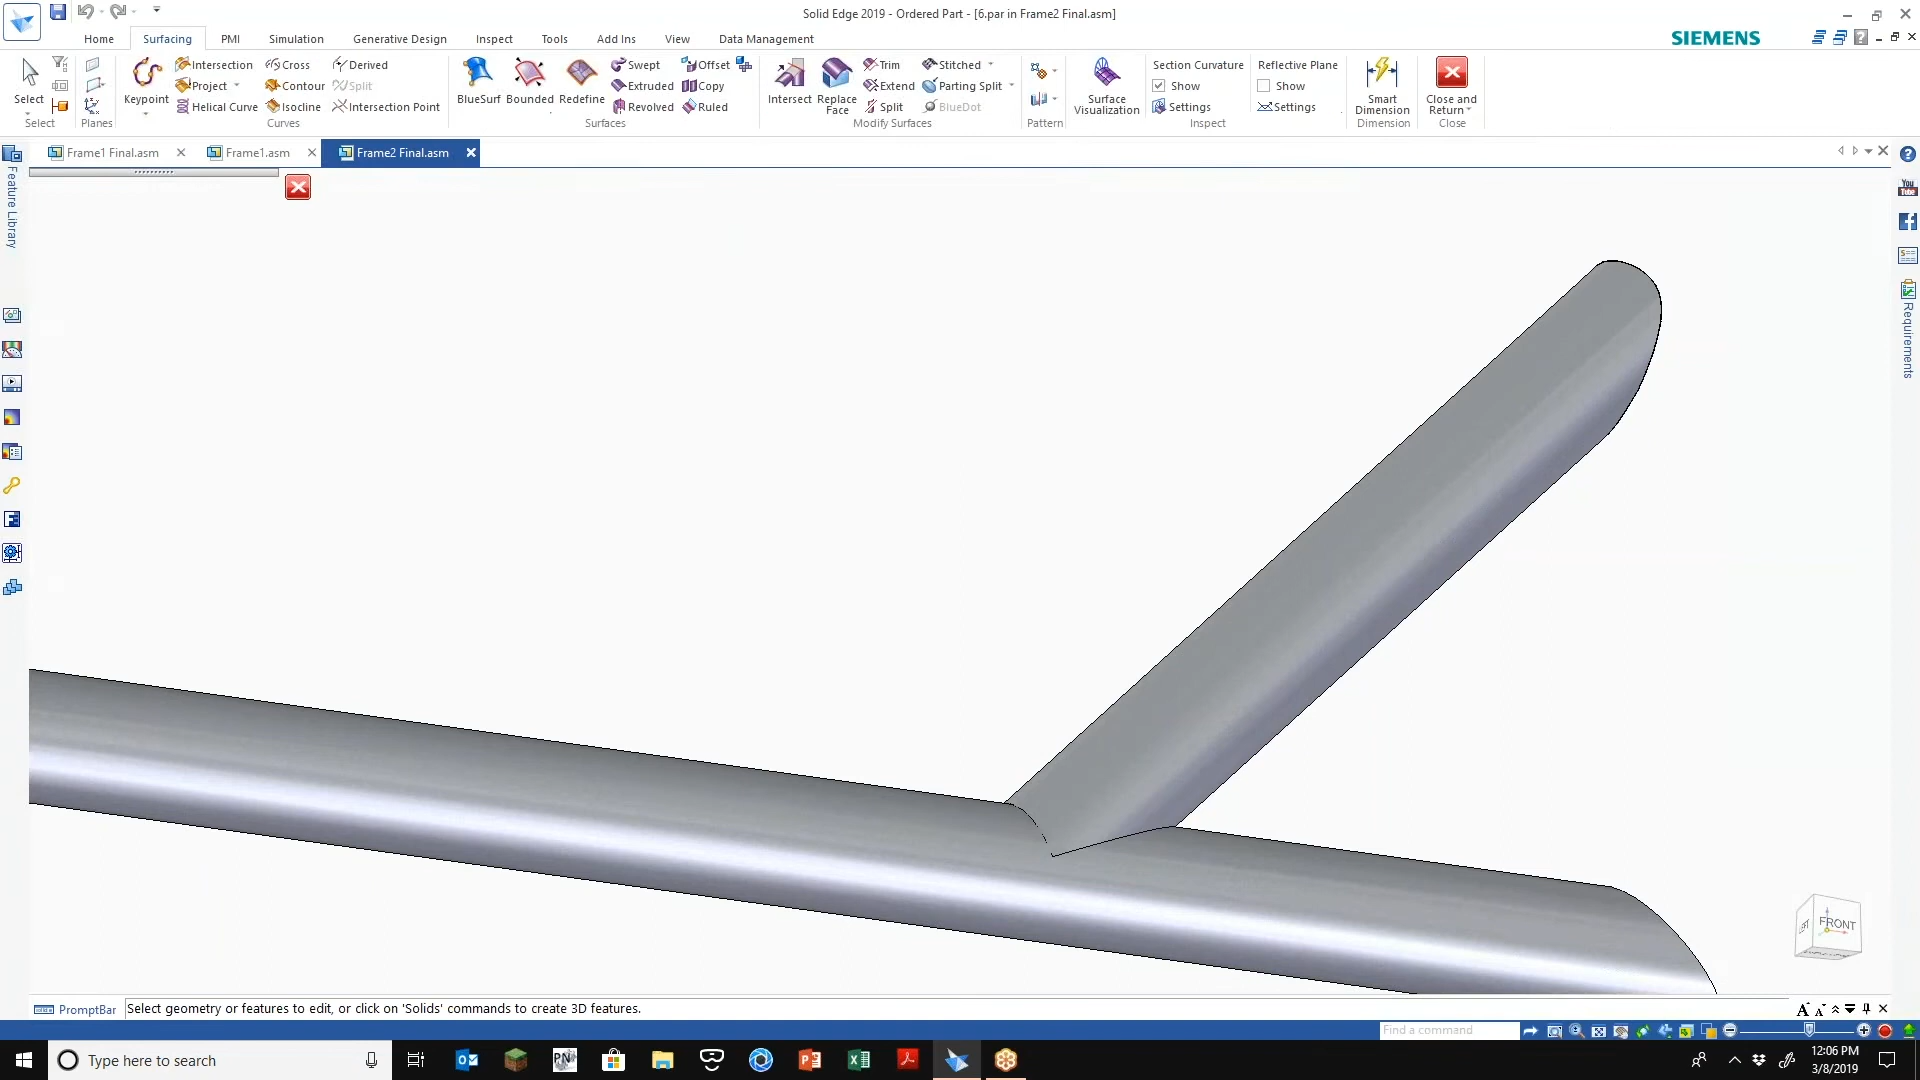 Solid Edge 2019 - Ordered Part - [6.par in Frame2 Final.asm]
Home Surfacing PMI Simulation Generative Design Inspect Tools Add Ins View Data Management
SIEMENS
Select
Select
Planes
Keypoint
Intersection
Project
Helical Curve
Cross
Contour
Isocline
Derived
Split
Intersection Point
Curves
BlueSurf
Bounded
Redefine
Swept
Extruded
Revolved
Offset
Copy
Ruled
Surfaces
Intersect
Replace
Face
Trim
Extend
Split
Stitched
Parting Split
BlueDot
Modify Surfaces
Pattern
Surface
Visualization
Section Curvature
Show
Settings
Reflective Plane
Show
Settings
Inspect
Smart
Dimension
Dimension
Close and
Return
Close
Frame1 Final.asm
Frame1.asm
Frame2 Final.asm
Feature Library
You
Tube
Requirements
FRONT
LEFT
PromptBar
Select geometry or features to edit, or click on 'Solids' commands to create 3D features.
Find a command
Type here to search
PN
12:06 PM
3/8/2019